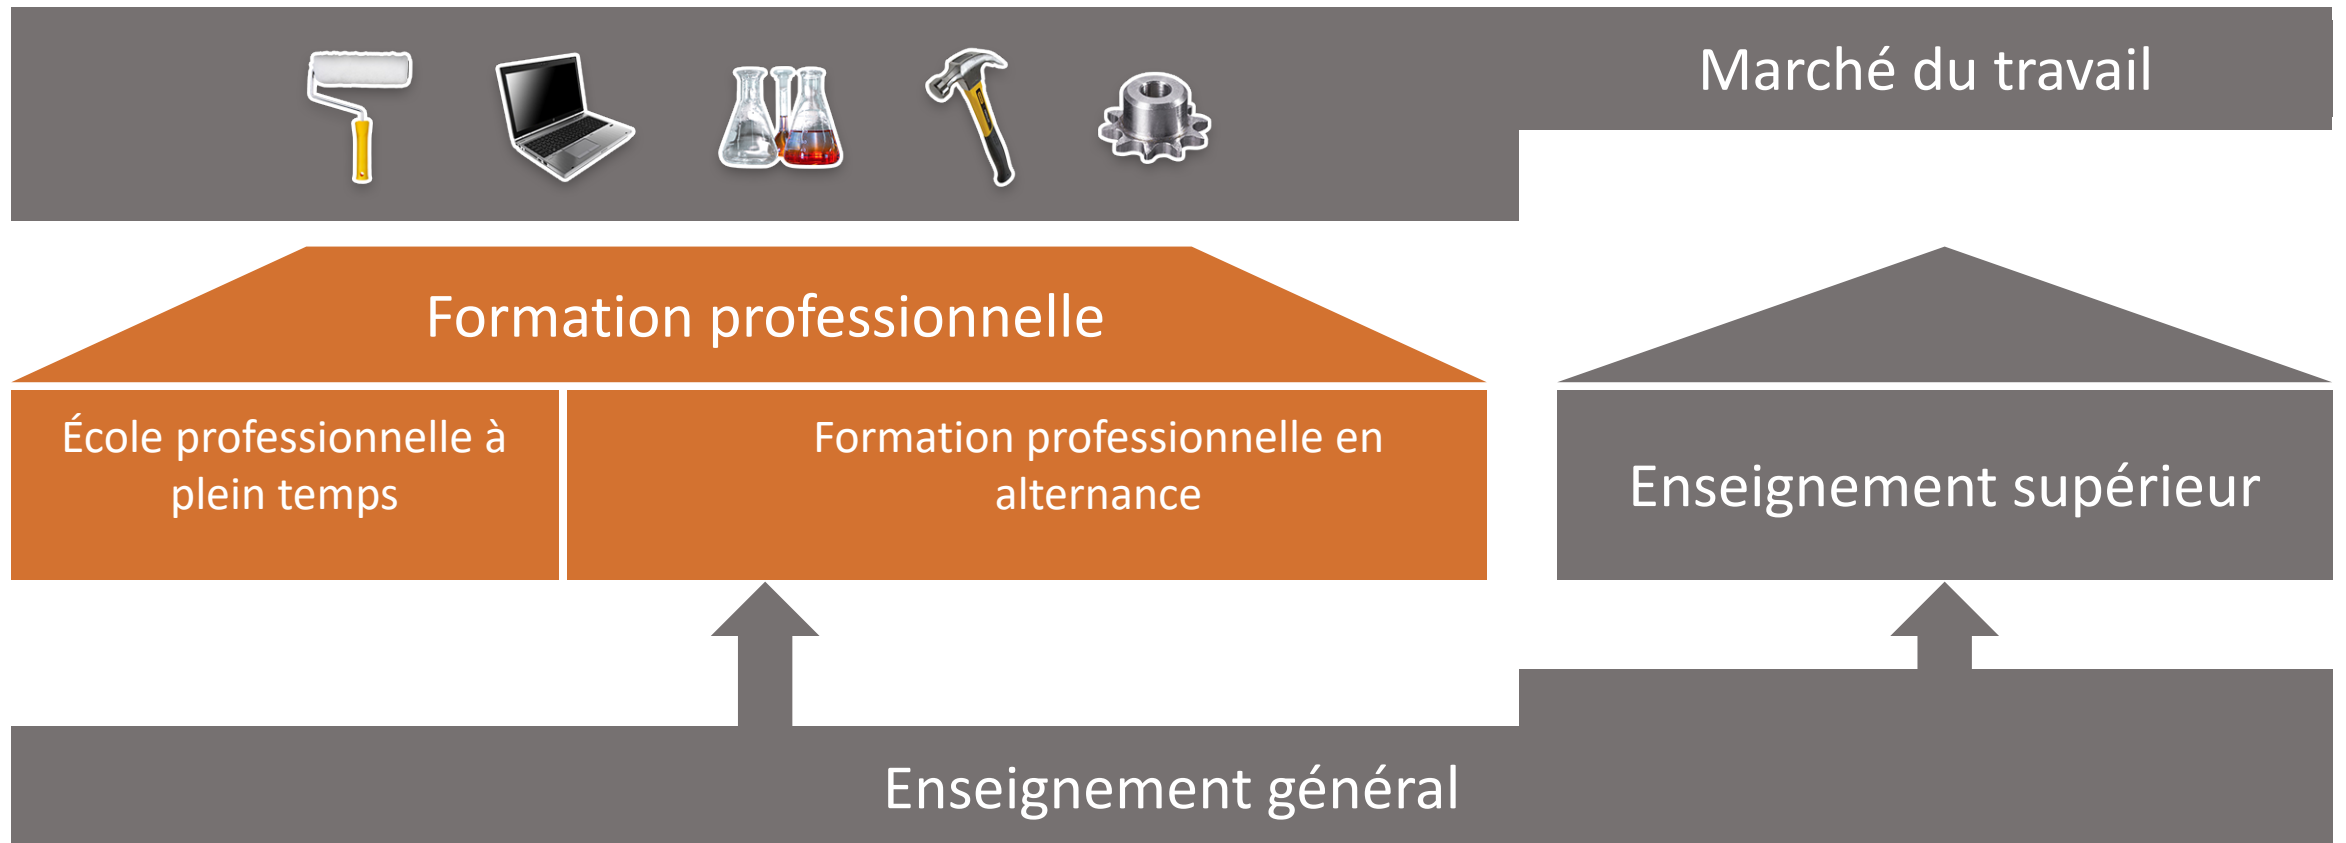 Marché du travail
Formation professionnelle
École professionnelle à
plein temps
Formation professionnelle en
alternance
Enseignement supérieur
Enseignement général